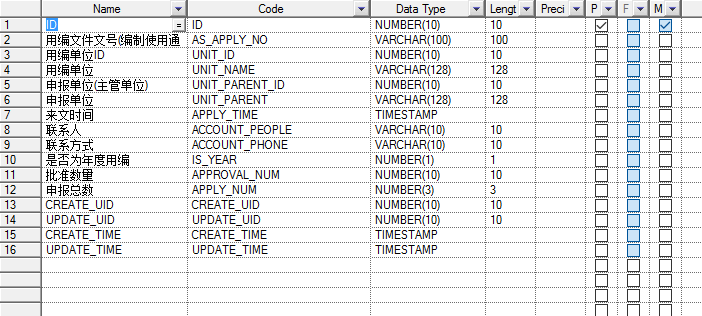 Name Code Data Type Lengt Preci P F M
1 ID = ID NUMBER(10) 10
2 用编文件文号(编制使用通 AS_APPLY_NO VARCHAR(100) 100
3 用编单位ID UNIT_ID NUMBER(10) 10
4 用编单位 UNIT_NAME VARCHAR(128) 128
5 申报单位(主管单位) UNIT_PARENT_ID NUMBER(10) 10
6 申报单位 UNIT_PARENT VARCHAR(128) 128
7 来文时间 APPLY_TIME TIMESTAMP
8 联系人 ACCOUNT_PEOPLE VARCHAR(10) 10
9 联系方式 ACCOUNT_PHONE VARCHAR(10) 10
10 是否为年度用编 IS_YEAR NUMBER(1) 1
11 批准数量 APPROVAL_NUM NUMBER(10) 10
12 申报总数 APPLY_NUM NUMBER(3) 3
13 CREATE_UID CREATE_UID NUMBER(10) 10
14 UPDATE_UID UPDATE_UID NUMBER(10) 10
15 CREATE_TIME CREATE_TIME TIMESTAMP
16 UPDATE_TIME UPDATE_TIME TIMESTAMP